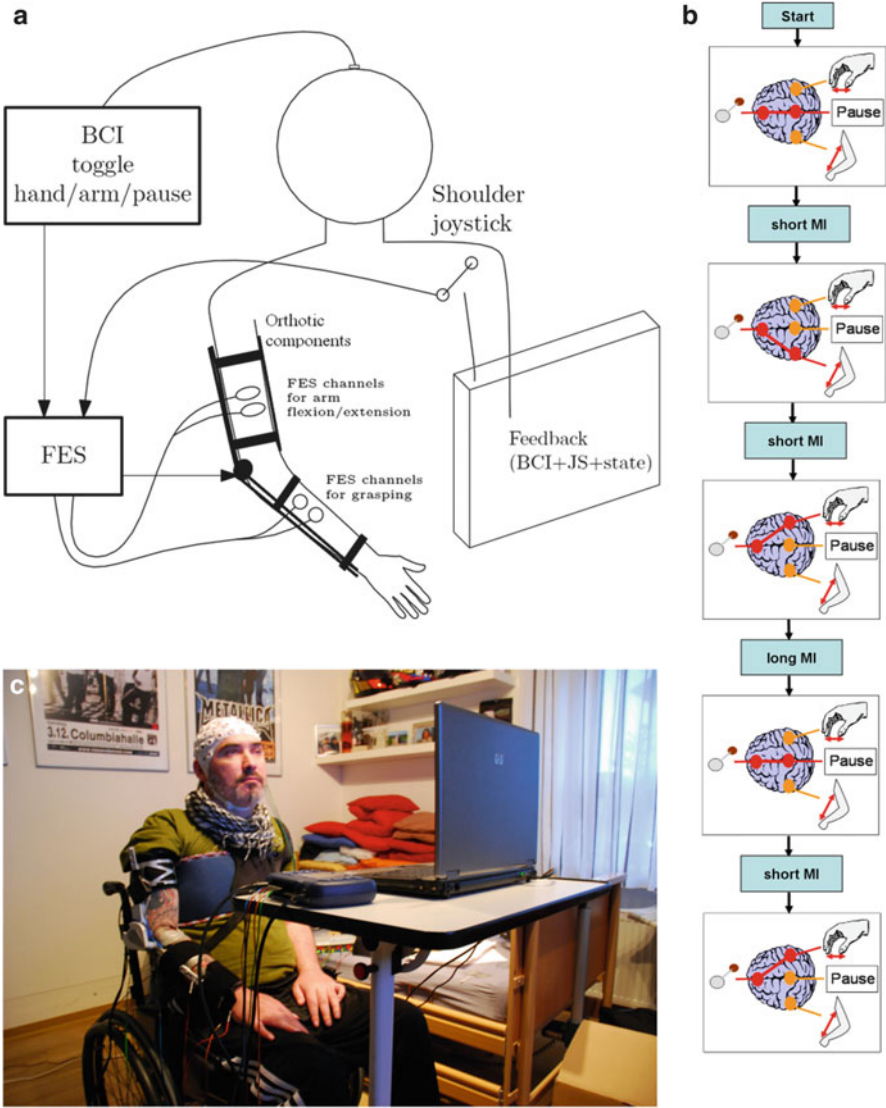 a
BCI
toggle
hand/arm/pause
Shoulder
joystick
Orthotic
components
FES channels
for arm
flexion/extension
FES
FES channels
for grasping
Feedback
(BCI+JS+state)
b
Start
Pause
short MI
Pause
short MI
Pause
long MI
Pause
short MI
Pause
c
3.12. Columbiahalle
METALLICA